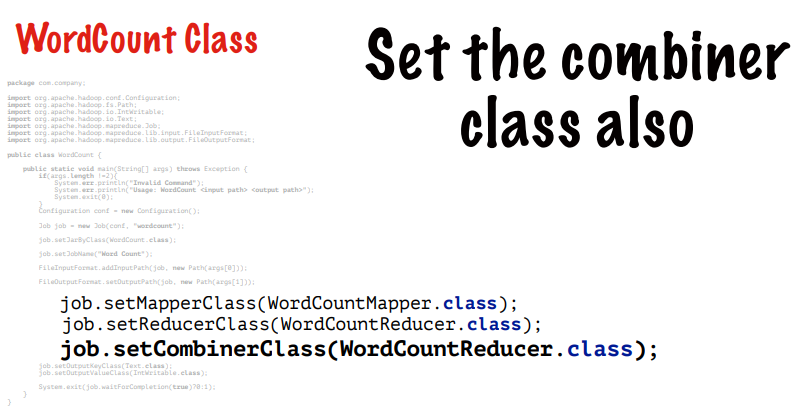 WordCount Class
Set the combiner
class also
package com.company;
import org.apache.hadoop.conf.Configuration;
import org.apache.hadoop.fs.Path;
import org.apache.hadoop.io.IntWritable;
import org.apache.hadoop.io.Text;
import org.apache.hadoop.mapreduce.Job;
import org.apache.hadoop.mapreduce.lib.input.FileInputFormat;
import org.apache.hadoop.mapreduce.lib.output.FileOutputFormat;
public class WordCount {
public static void main(String[] args) throws Exception {
if(args.length !=2){
System.err.println("Invalid Command");
System.err.println("Usage: WordCount <input path> <output path>");
System.exit(0);
}
Configuration conf = new Configuration();
Job job = new Job(conf, "wordcount");
job.setJarByClass(WordCount.class);
job.setJobName("Word Count");
FileInputFormat.addInputPath(job, new Path(args[0]));
FileOutputFormat.setOutputPath(job, new Path(args[1]));
job.setMapperClass(WordCountMapper.class);
job.setReducerClass(WordCountReducer.class);
job.setCombinerClass(WordCountReducer.class);
job.setOutputKeyClass(Text.class);
job.setOutputValueClass(IntWritable.class);
System.exit(job.waitForCompletion(true)?0:1);
}
}